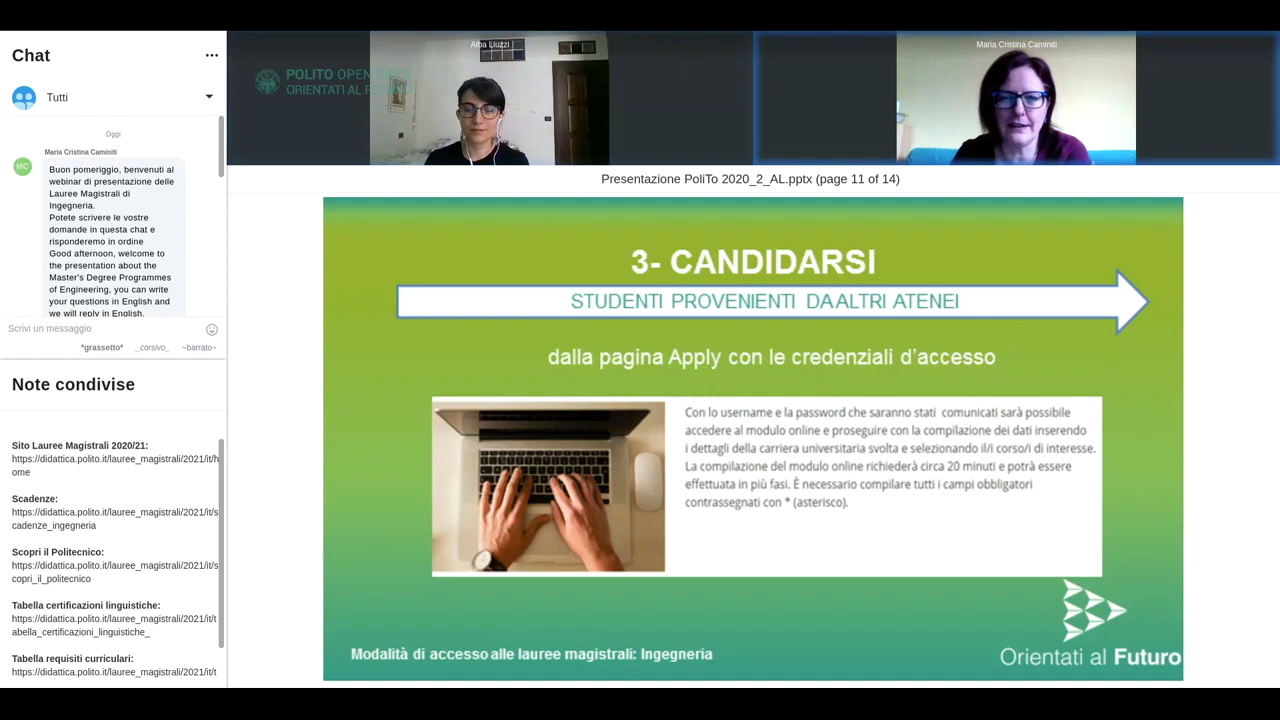 Chat
Tutti
Oggi
Maria Cristina Caminiti
MC
Buon pomeriggio, benvenuti al
webinar di presentazione delle
Lauree Magistrali di
Ingegneria.
Potete scrivere le vostre
domande in questa chat e
risponderemo in ordine
Good afternoon, welcome to
the presentation about the
Master's Degree Programmes
of Engineering, you can write
your questions in English and
we will reply in English.
Scrivi un messaggio
*grassetto* _corsivo_ ~barrato~
Note condivise
Sito Lauree Magistrali 2020/21:
https://didattica.polito.it/lauree_magistrali/2021/it/h
ome
Scadenze:
https://didattica.polito.it/lauree_magistrali/2021/it/s
cadenze_ingegneria
Scopri il Politecnico:
https://didattica.polito.it/lauree_magistrali/2021/it/s
copri_il_politecnico
Tabella certificazioni linguistiche:
https://didattica.polito.it/lauree_magistrali/2021/it/t
abella_certificazioni_linguistiche_
Tabella requisiti curriculari:
https://didattica.polito.it/lauree_magistrali/2021/it/t
POLITO OPEN
ORIENTATI AL
Alba Liuzzi
Maria Cristina Caminiti
Presentazione PoliTo 2020_2_AL.pptx (page 11 of 14)
3- CANDIDARSI
STUDENTI PROVENIENTI DA ALTRI ATENEI
dalla pagina Apply con le credenziali d'accesso
Con lo username e la password che saranno stati comunicati sarà possibile
accedere al modulo online e proseguire con la compilazione dei dati inserendo
i dettagli della carriera universitaria svolta e selezionando il/i corso/i di interesse.
La compilazione del modulo online richiederà circa 20 minuti e potrà essere
effettuata in più fasi. È necessario compilare tutti i campi obbligatori
contrassegnati con * (asterisco).
Modalità di accesso alle lauree magistrali: Ingegneria
Orientati al Futuro